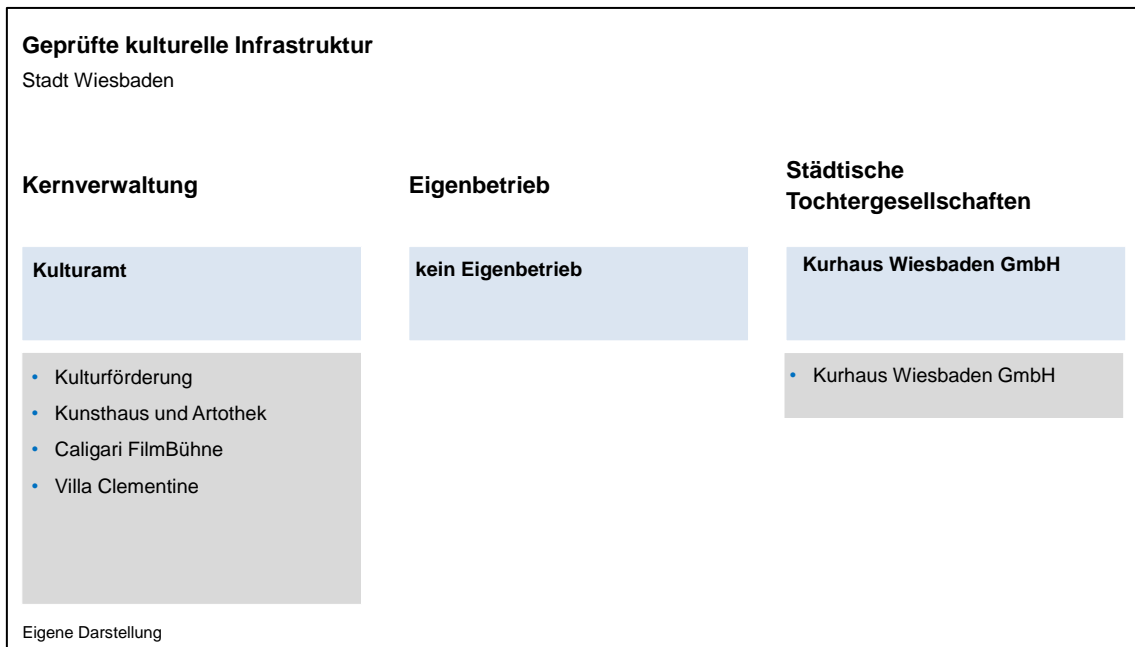 Geprüfte kulturelle Infrastruktur
Stadt Wiesbaden
Kernverwaltung
Eigenbetrieb
Städtische
Tochtergesellschaften
Kulturamt
kein Eigenbetrieb
Kurhaus Wiesbaden GmbH
• Kulturförderung
• Kunsthaus und Artothek
• Caligari FilmBühne
• Villa Clementine
• Kurhaus Wiesbaden GmbH
Eigene Darstellung